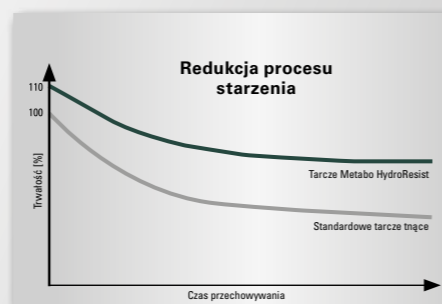 Redukcja procesu
starzenia
110
100
Trwałość [%]
Tarcze Metabo HydroResist
Standardowe tarcze tnące
Czas przechowywania